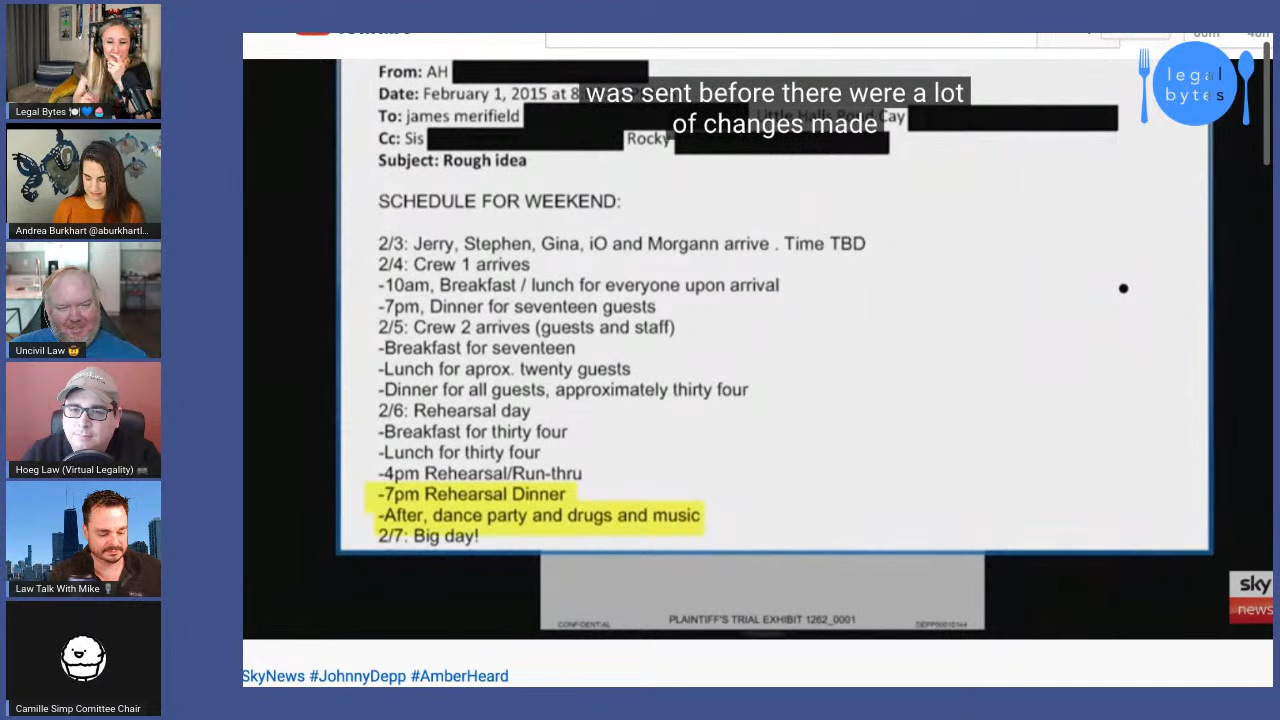 Legal Bytes
Andrea Burkhart @aburkhartl...
Uncivil Law
Hoeg Law (Virtual Legality)
Law Talk With Mike
Camille Simp Comittee Chair
legal
bytes
was sent before there were a lot
of changes made
From: AH
Date: February 1, 2015 at 8
To: james merifield Cay
Cc: Sis Rocky
Subject: Rough idea
SCHEDULE FOR WEEKEND:
2/3: Jerry, Stephen, Gina, iO and Morgann arrive . Time TBD
2/4: Crew 1 arrives
-10am, Breakfast / lunch for everyone upon arrival
-7pm, Dinner for seventeen guests
2/5: Crew 2 arrives (guests and staff)
-Breakfast for seventeen
-Lunch for aprox. twenty guests
-Dinner for all guests, approximately thirty four
2/6: Rehearsal day
-Breakfast for thirty four
-Lunch for thirty four
-4pm Rehearsal/Run-thru
-7pm Rehearsal Dinner
-After, dance party and drugs and music
2/7: Big day!
CONFIDENTIAL
PLAINTIFF'S TRIAL EXHIBIT 1262_0001
sky
news
SkyNews #JohnnyDepp #AmberHeard